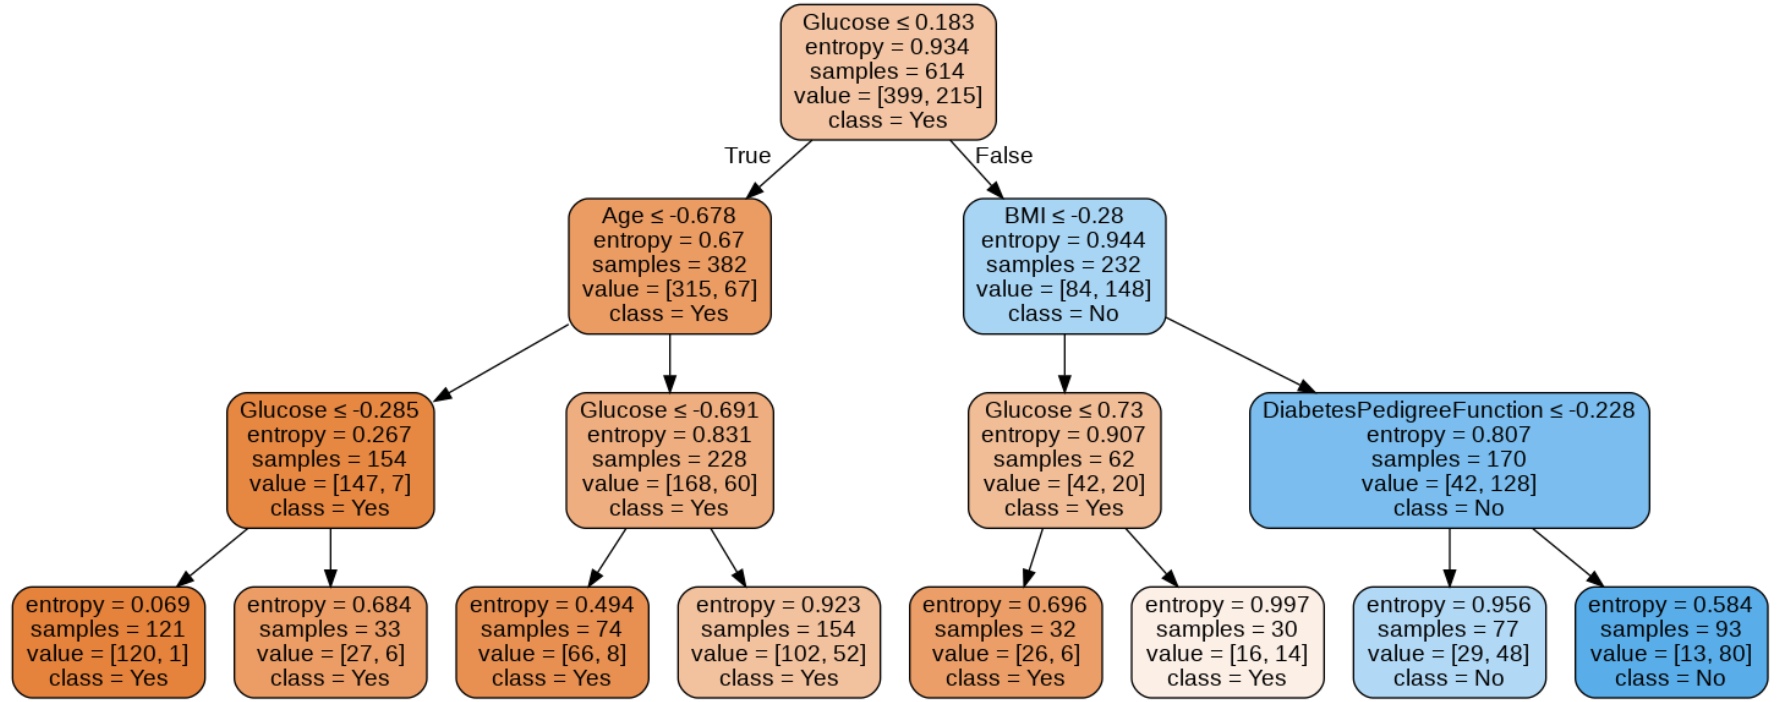 Glucose ≤ 0.183
entropy = 0.934
samples = 614
value = [399, 215]
class = Yes
True
False
Age ≤ -0.678
entropy = 0.67
samples = 382
value = [315, 67]
class = Yes
BMI ≤ -0.28
entropy = 0.944
samples = 232
value = [84, 148]
class = No
Glucose ≤ -0.285
entropy = 0.267
samples = 154
value = [147, 7]
class = Yes
Glucose ≤ -0.691
entropy = 0.831
samples = 228
value = [168, 60]
class = Yes
Glucose ≤ 0.73
entropy = 0.907
samples = 62
value = [42, 20]
class = Yes
DiabetesPedigreeFunction ≤ -0.228
entropy = 0.807
samples = 170
value = [42, 128]
class = No
entropy = 0.069
samples = 121
value = [120, 1]
class = Yes
entropy = 0.684
samples = 33
value = [27, 6]
class = Yes
entropy = 0.494
samples = 74
value = [66, 8]
class = Yes
entropy = 0.923
samples = 154
value = [102, 52]
class = Yes
entropy = 0.696
samples = 32
value = [26, 6]
class = Yes
entropy = 0.997
samples = 30
value = [16, 14]
class = Yes
entropy = 0.956
samples = 77
value = [29, 48]
class = No
entropy = 0.584
samples = 93
value = [13, 80]
class = No